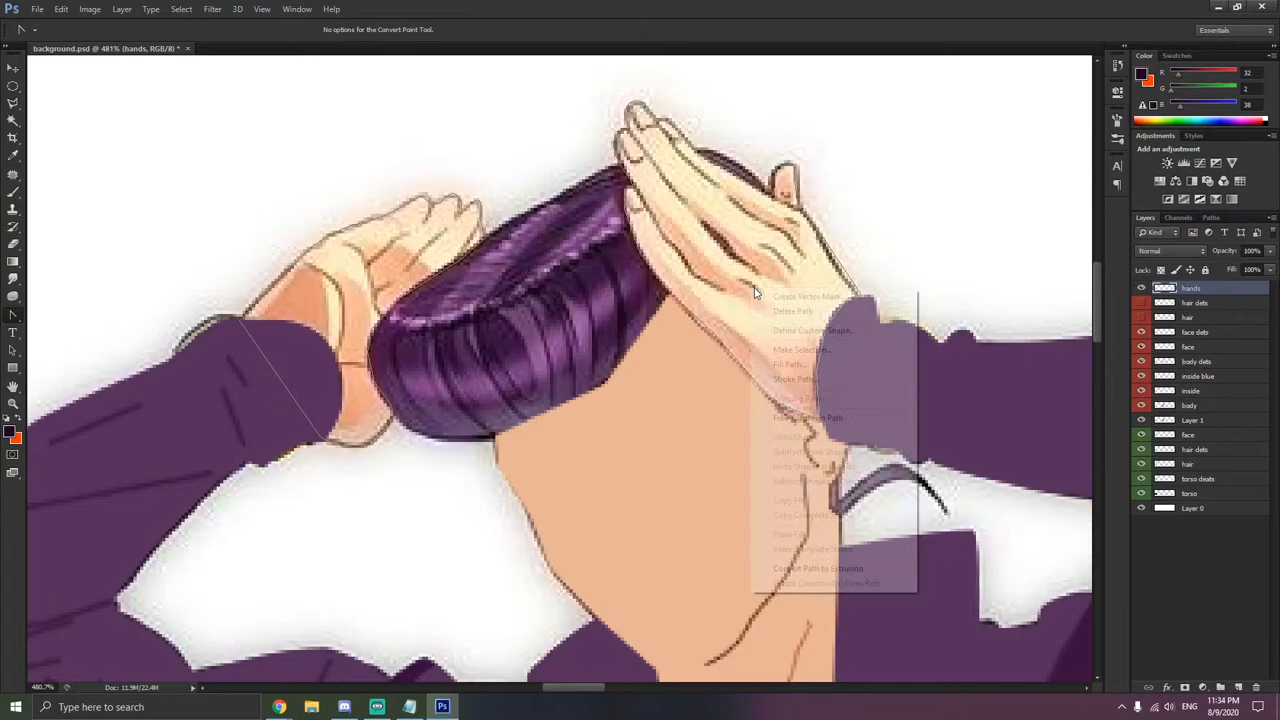 Ps File Edit Image Layer Type Select Filter 3D View Window Help
No options for the Convert Point Tool.
Essentials
background.psd @ 481% (hands, RGB/8) * ×
Color Swatches
R 32
G 2
B 38
Adjustments Styles
Add an adjustment
Layers Channels Paths
Kind
Normal Opacity: 100%
Lock: Fill: 100%
hands
hair dets
hair
face dets
face
body dets
inside blue
inside
body
Layer 1
face
hair dets
hair
torso deats
torso
Layer 0
Create Vector Mask
Delete Path
Define Custom Shape...
Make Selection...
Fill Path...
Stroke Path...
Free Transform Path
Convert Path to Extrusion
480.7% Doc: 11.9M/22.4M
Type here to search
Ps
11:34 PM
8/9/2020